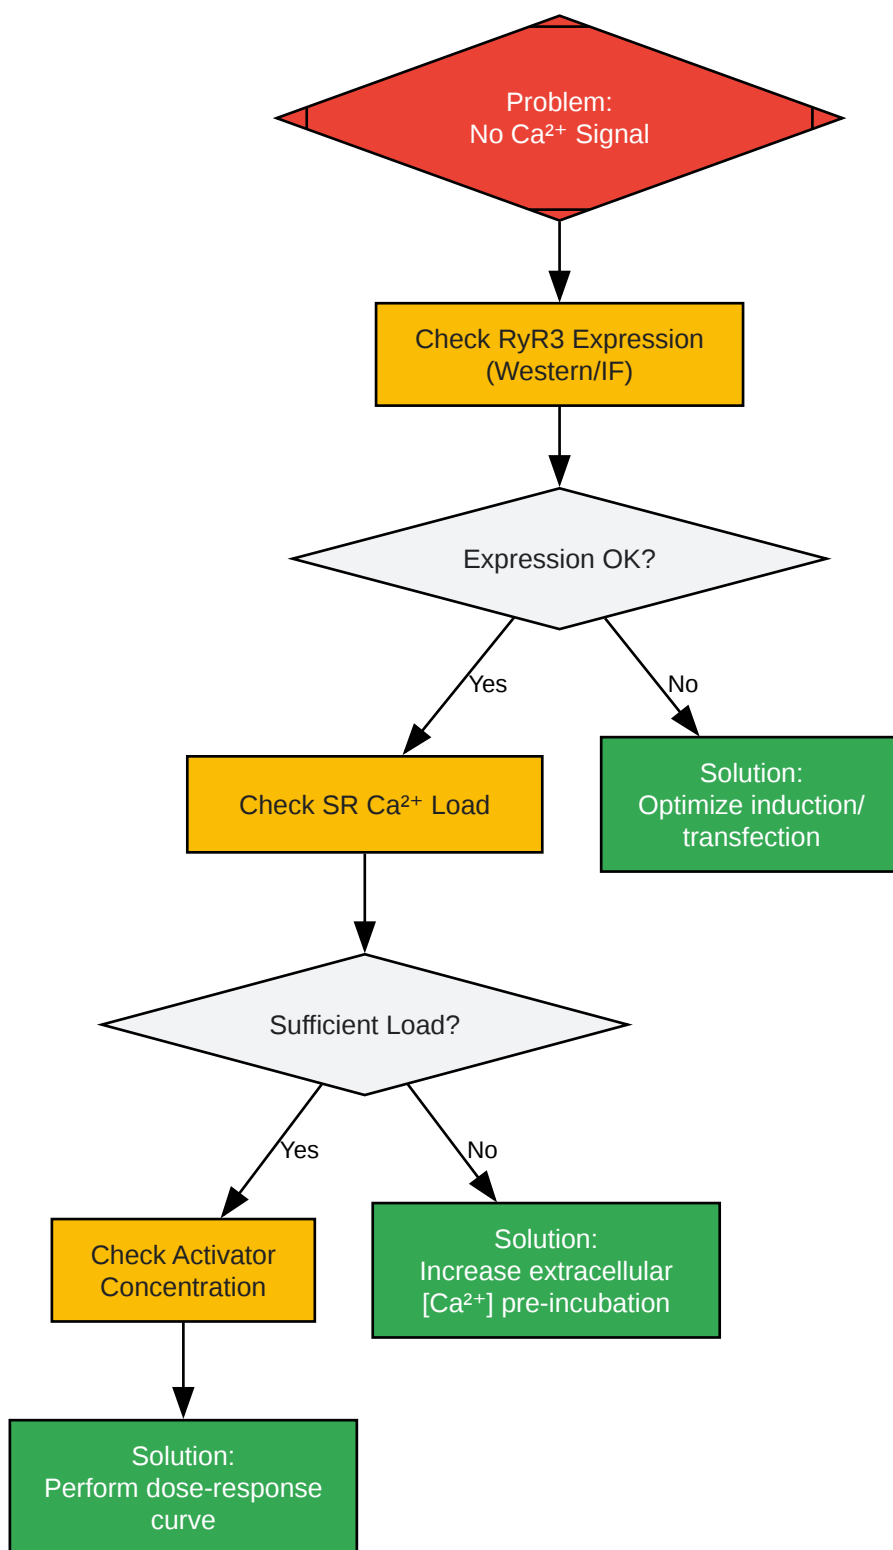 Problem:
No Ca²⁺ Signal
Check RyR3 Expression
(Western/IF)
Expression OK?
Yes
No
Check SR Ca²⁺ Load
Solution:
Optimize induction/
transfection
Sufficient Load?
Yes
No
Check Activator
Concentration
Solution:
Increase extracellular
[Ca²⁺] pre-incubation
Solution:
Perform dose-response
curve